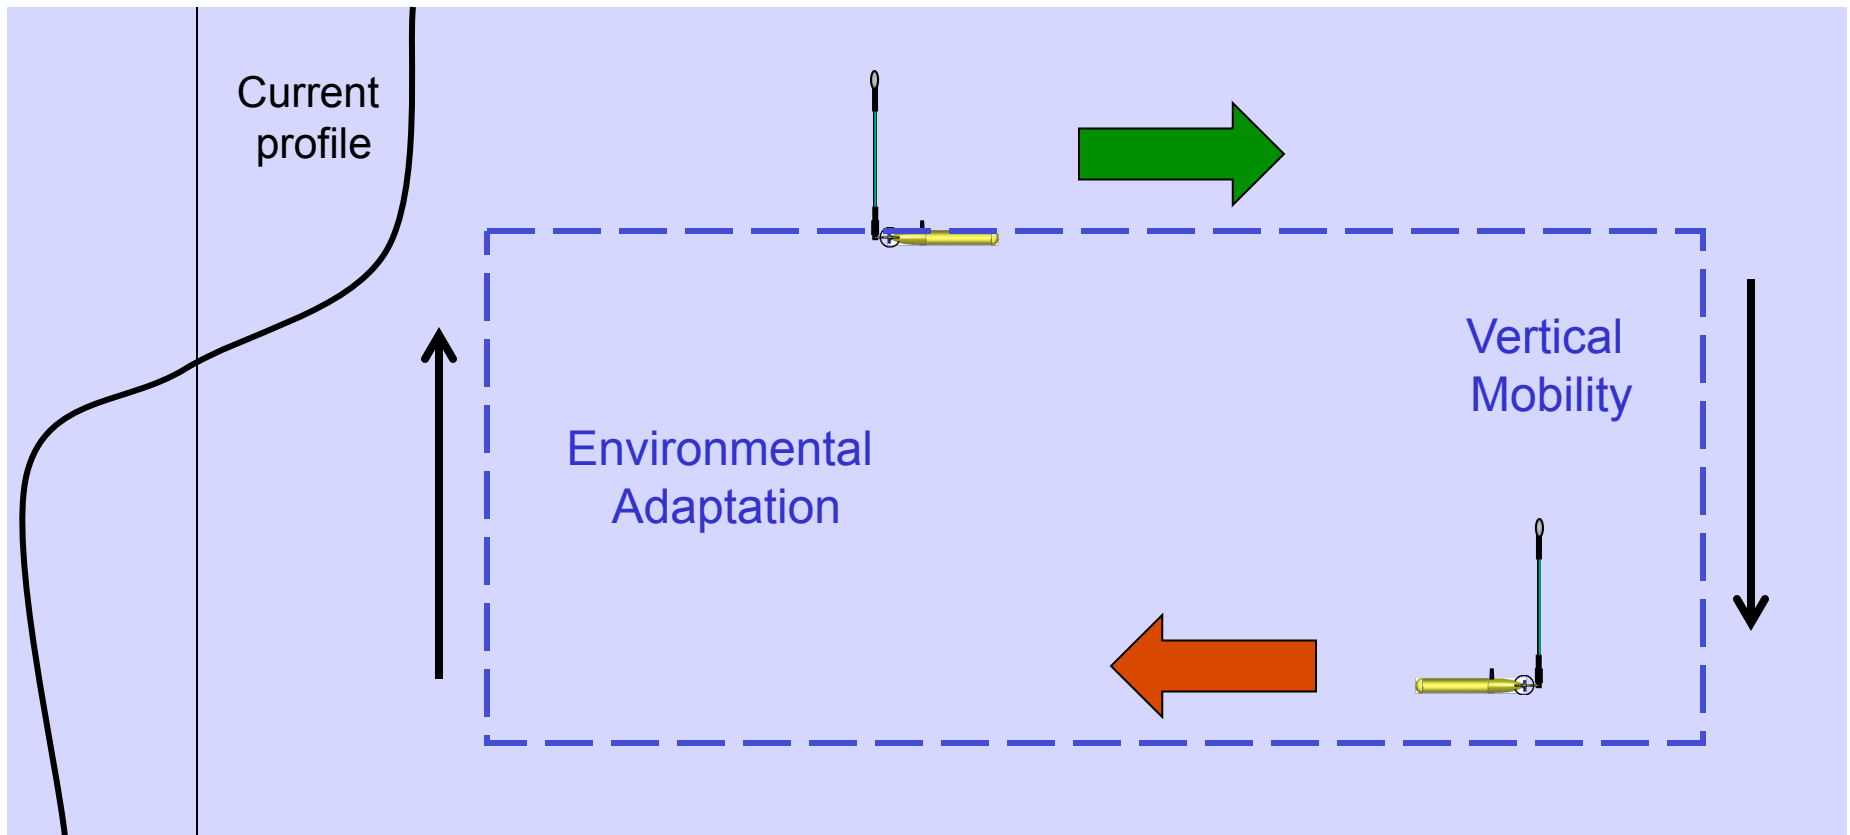 Current
profile
Vertical
Mobility
Environmental
Adaptation